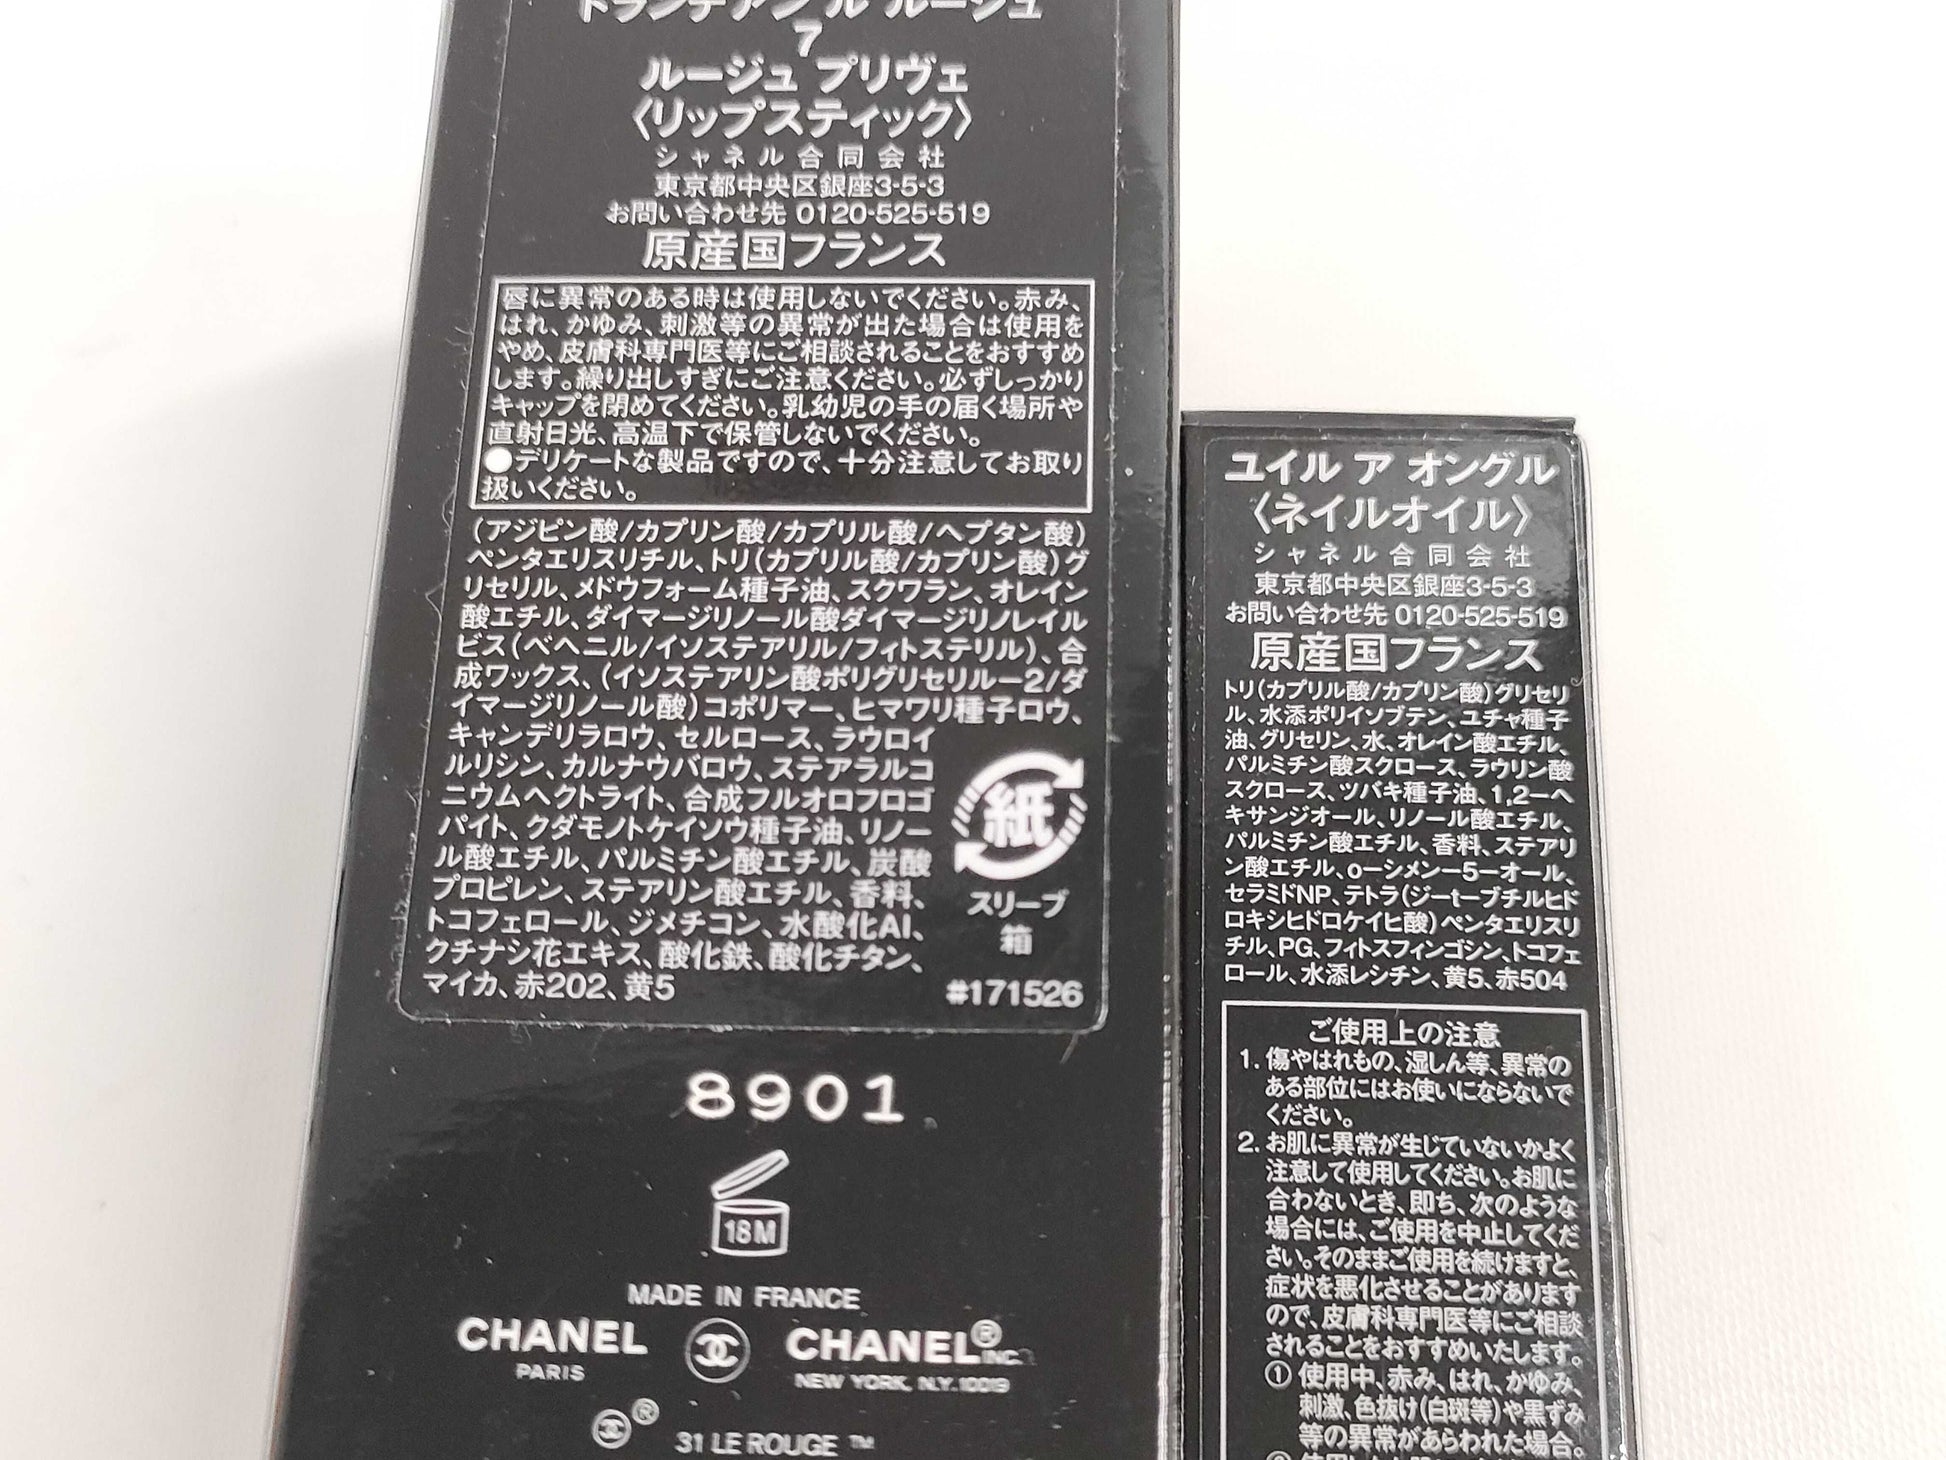 トランテアン ル ルージュ
7
ルージュ プリヴェ
〈リップスティック〉
シャネル合同会社
東京都中央区銀座3-5-3
お問い合わせ先 0120-525-519
原産国フランス
唇に異常のある時は使用しないでください。赤み、
はれ、かゆみ、刺激等の異常が出た場合は使用を
やめ、皮膚科専門医等にご相談されることをおすすめ
します。繰り出しすぎにご注意ください。必ずしっかり
キャップを閉めてください。乳幼児の手の届く場所や
直射日光、高温下で保管しないでください。
●デリケートな製品ですので、十分注意してお取り
扱いください。
(アジピン酸/カプリン酸/カプリル酸/ヘプタン酸)
ペンタエリスリチル、トリ(カプリル酸/カプリン酸)グ
リセリル、メドウフォーム種子油、スクワラン、オレイン
酸エチル、ダイマージリノール酸ダイマージリノレイル
ビス(ベヘニル/イソステアリル/フィトステリル)、合
成ワックス、(イソステアリン酸ポリグリセリル－2/ダ
イマージリノール酸)コポリマー、ヒマワリ種子ロウ、
キャンデリラロウ、セルロース、ラウロイ
ルリシン、カルナウバロウ、ステアラルコ
ニウムヘクトライト、合成フルオロフロゴ
パイト、クダモノトケイソウ種子油、リノー
ル酸エチル、パルミチン酸エチル、炭酸
プロピレン、ステアリン酸エチル、香料、
トコフェロール、ジメチコン、水酸化Al、
クチナシ花エキス、酸化鉄、酸化チタン、
マイカ、赤202、黄5
紙
スリーブ
箱
#171526
8901
18M
MADE IN FRANCE
CHANEL
PARIS
CHANEL® INC.
NEW YORK, N.Y. 10019
®
31 LE ROUGE ™
ユイル ア オングル
〈ネイルオイル〉
シャネル合同会社
東京都中央区銀座3-5-3
お問い合わせ先 0120-525-519
原産国フランス
トリ(カプリル酸/カプリン酸)グリセリ
ル、水添ポリイソブテン、ユチャ種子
油、グリセリン、水、オレイン酸エチル、
パルミチン酸スクロース、ラウリン酸
スクロース、ツバキ種子油、1,2－ヘ
キサンジオール、リノール酸エチル、
パルミチン酸エチル、香料、ステアリ
ン酸エチル、o－シメン－5－オール、
セラミドNP、テトラ(ジ－t－ブチルヒド
ロキシヒドロケイヒ酸)ペンタエリスリ
チル、PG、フィトスフィンゴシン、トコフェ
ロール、水添レシチン、黄5、赤504
ご使用上の注意
1. 傷やはれもの、湿しん等、異常の
ある部位にはお使いにならないで
ください。
2. お肌に異常が生じていないかよく
注意して使用してください。お肌に
合わないとき、即ち、次のような
場合には、ご使用を中止してくだ
さい。そのままご使用を続けますと、
症状を悪化させることがあります
ので、皮膚科専門医等にご相談
されることをおすすめいたします。
① 使用中、赤み、はれ、かゆみ、
刺激、色抜け(白斑等)や黒ずみ
等の異常があらわれた場合。